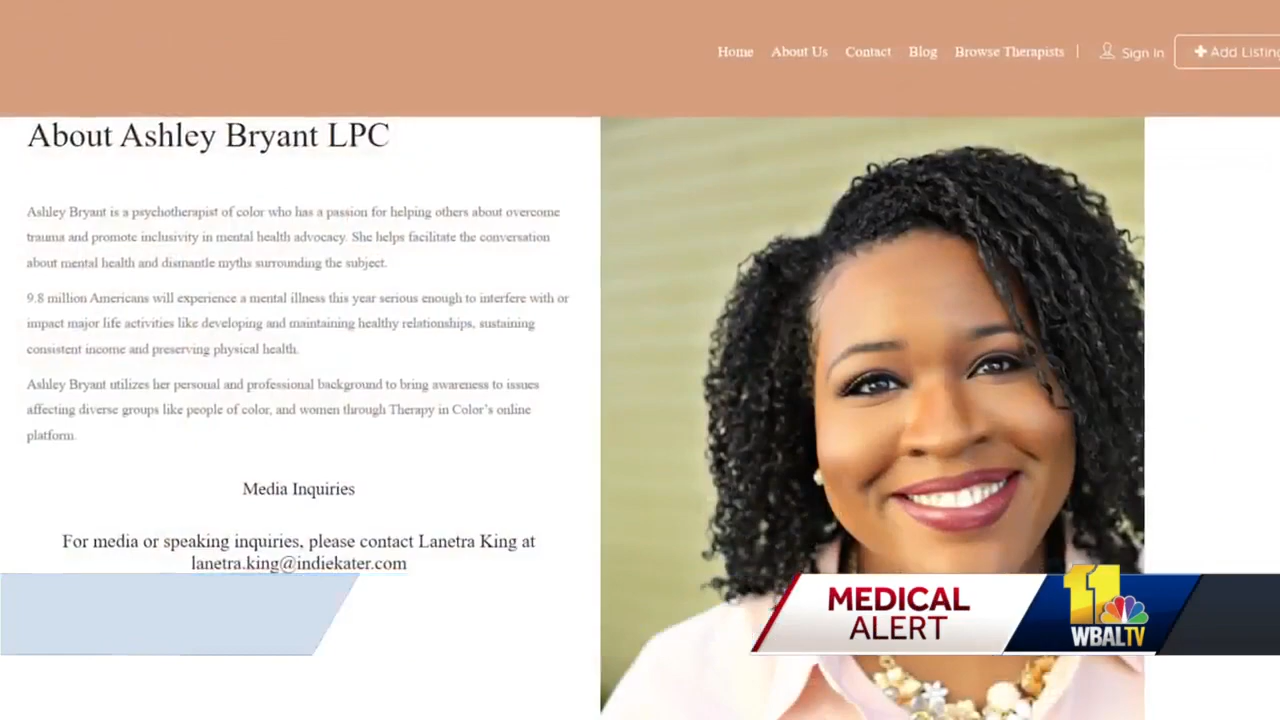 Home About Us Contact Blog Browse Therapists | Sign In + Add Listing
About Ashley Bryant LPC
Ashley Bryant is a psychotherapist of color who has a passion for helping others about overcome
trauma and promote inclusivity in mental health advocacy. She helps facilitate the conversation
about mental health and dismantle myths surrounding the subject.
9.8 million Americans will experience a mental illness this year serious enough to interfere with or
impact major life activities like developing and maintaining healthy relationships, sustaining
consistent income and preserving physical health.
Ashley Bryant utilizes her personal and professional background to bring awareness to issues
affecting diverse groups like people of color, and women through Therapy in Color's online
platform.
Media Inquiries
For media or speaking inquiries, please contact Lanetra King at
lanetra.king@indiekater.com
MEDICAL
ALERT
11
WBALTV